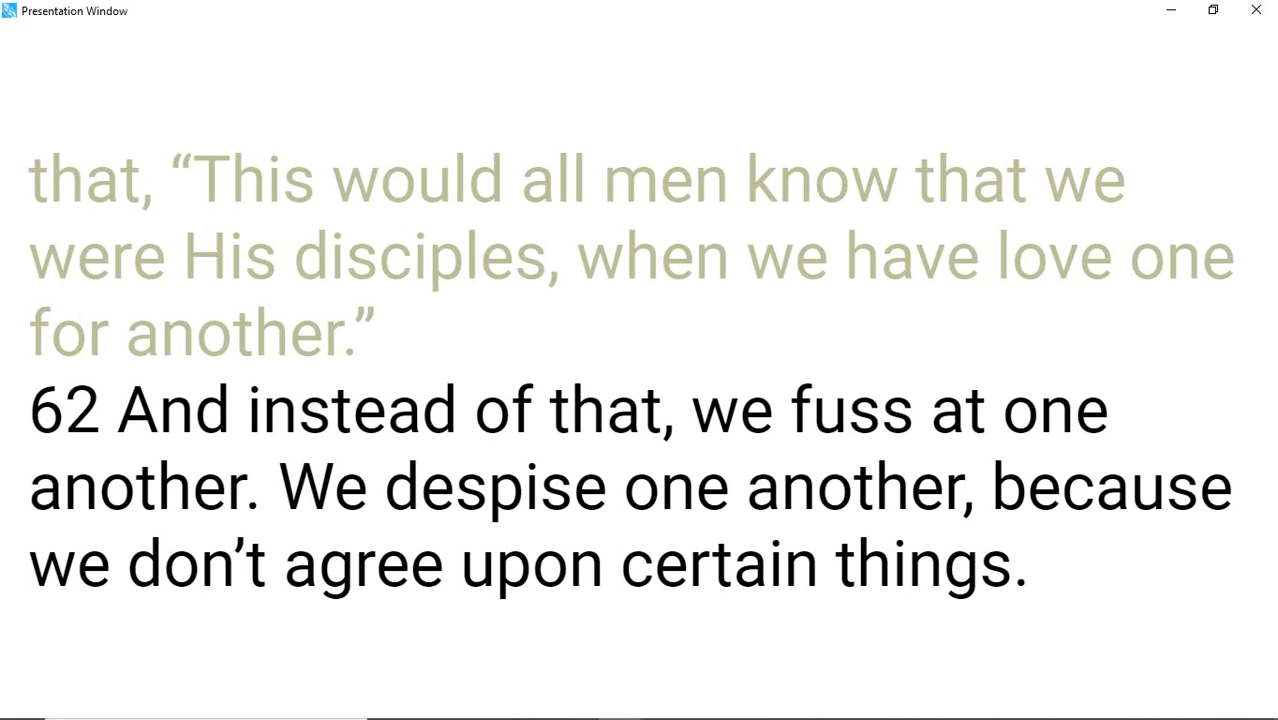 Presentation Window
that, “This would all men know that we
were His disciples, when we have love one
for another.”
62 And instead of that, we fuss at one
another. We despise one another, because
we don’t agree upon certain things.